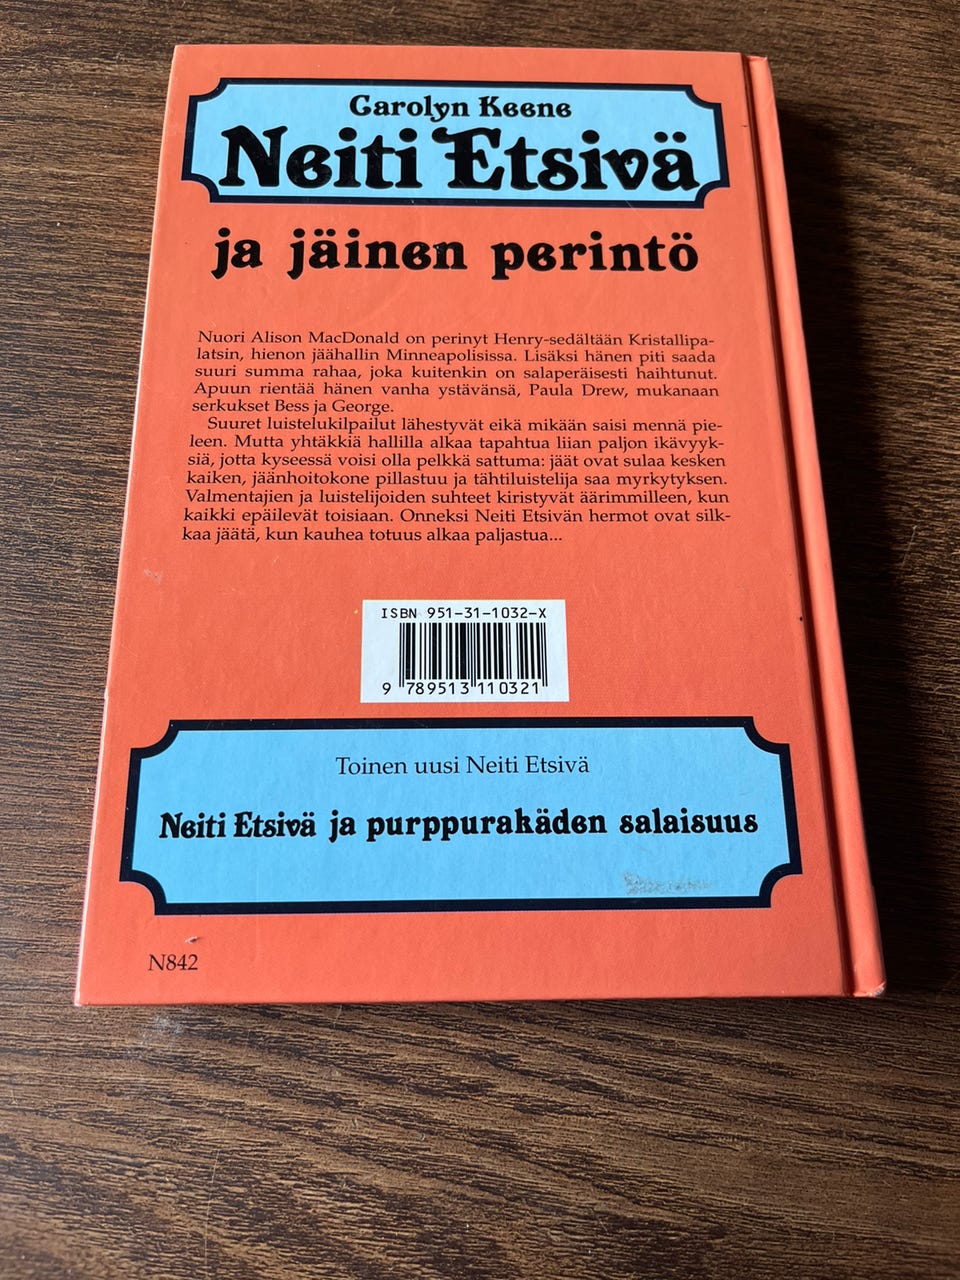 Carolyn Keene
Neiti Etsivä
ja jäinen perintö
Nuori Alison MacDonald on perinyt Henry-sedältään Kristallipa-
latsin, hienon jäähallin Minneapolisissa. Lisäksi hänen piti saada
suuri summa rahaa, joka kuitenkin on salaperäisesti haihtunut.
Apuun rientää hänen vanha ystävänsä, Paula Drew, mukanaan
serkukset Bess ja George.
Suuret luistelukilpailut lähestyvät eikä mikään saisi mennä pie-
leen. Mutta yhtäkkiä hallilla alkaa tapahtua liian paljon ikävyyk-
siä, jotta kyseessä voisi olla pelkkä sattuma: jäät ovat sulaa kesken
kaiken, jäänhoitokone pillastuu ja tähtiluistelija saa myrkytyksen.
Valmentajien ja luistelijoiden suhteet kiristyvät äärimmilleen, kun
kaikki epäilevät toisiaan. Onneksi Neiti Etsivän hermot ovat silk-
kaa jäätä, kun kauhea totuus alkaa paljastua...
ISBN 951-31-1032-X
9 789513 110321
Toinen uusi Neiti Etsivä
Neiti Etsivä ja purppurakäden salaisuus
N842